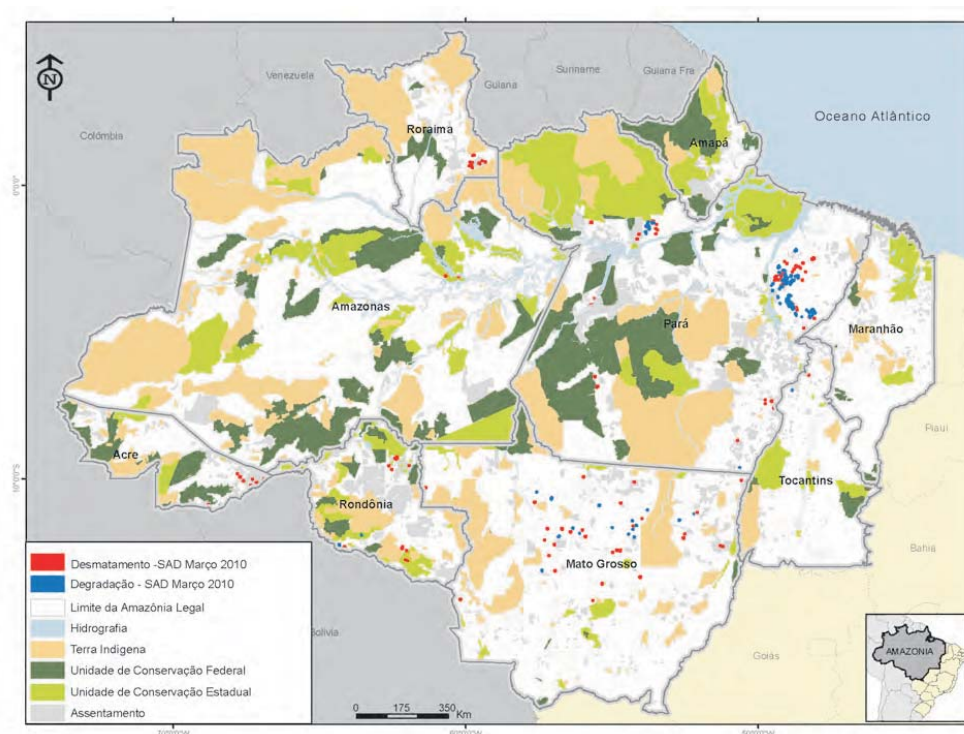 Venezuela
Guiana
Suriname
Guiana Fra
Colômbia
Oceano Atlântico
Roraima
Amapá
Amazonas
Pará
Maranhão
Piauí
Acre
Rondônia
Tocantins
Mato Grosso
Bahia
Bolivia
Goiás
N
Desmatamento -SAD Março 2010
Degradação - SAD Março 2010
Limite da Amazônia Legal
Hidrografia
Terra Indigena
Unidade de Conservação Federal
Unidade de Conservação Estadual
Assentamento
0 175 350
Km
AMAZONIA